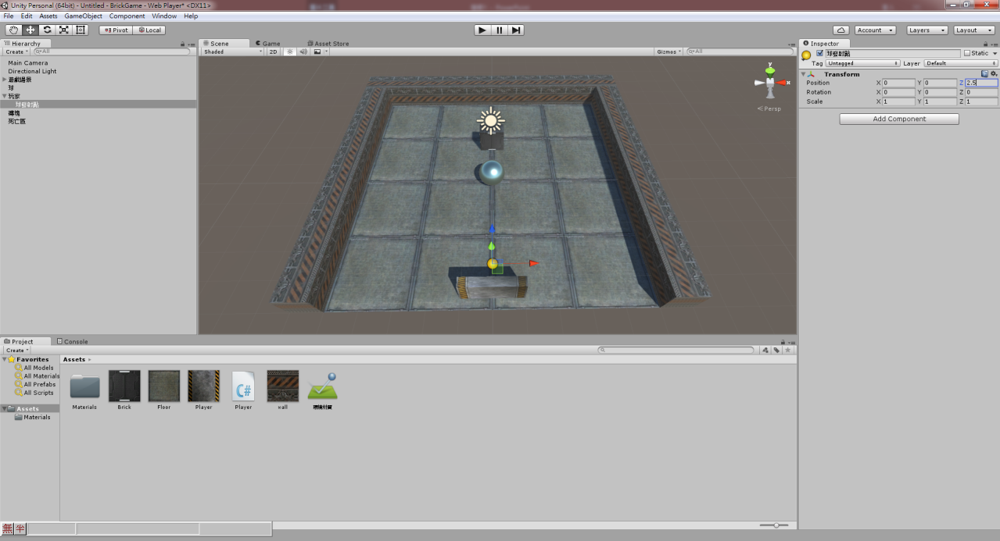 Unity Personal (64bit) - Untitled - BrickGame - Web Player* <DX11>
File Edit Assets GameObject Component Window Help
Pivot Local Account Layers Layout
Hierarchy
Create All
Main Camera
Directional Light
遊戲場景
球
玩家
球發射點
磚塊
死亡區
Scene Game Asset Store
Shaded 2D Gizmos All
y
x
Persp
Inspector
球發射點 Static
Tag Untagged Layer Default
Transform
Position X 0 Y 0 Z 2.5
Rotation X 0 Y 0 Z 0
Scale X 1 Y 1 Z 1
Add Component
Project Console
Create
Favorites
All Models
All Materials
All Prefabs
All Scripts
Assets
Materials
Assets
C#
Materials Brick Floor Player Player wall 環境材質
無 半